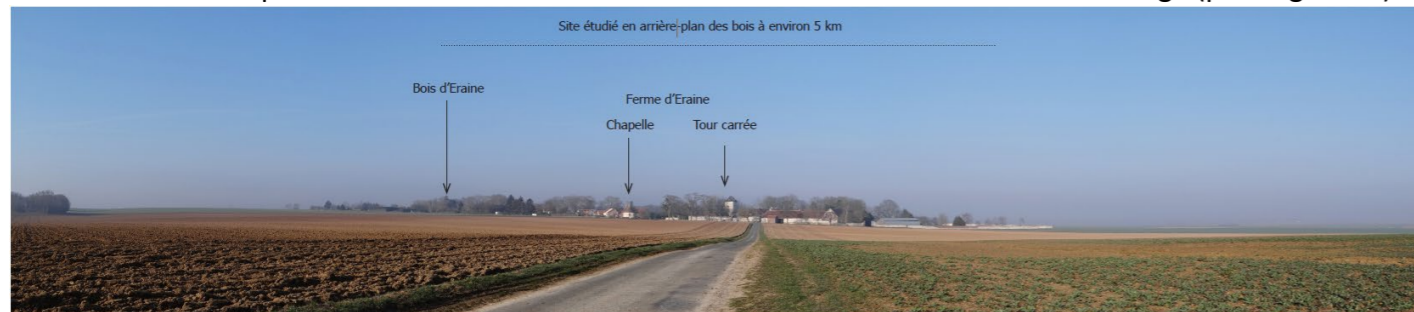 Site étudié en arrière-plan des bois à environ 5 km
Bois d'Eraine
Ferme d'Eraine
Chapelle
Tour carrée